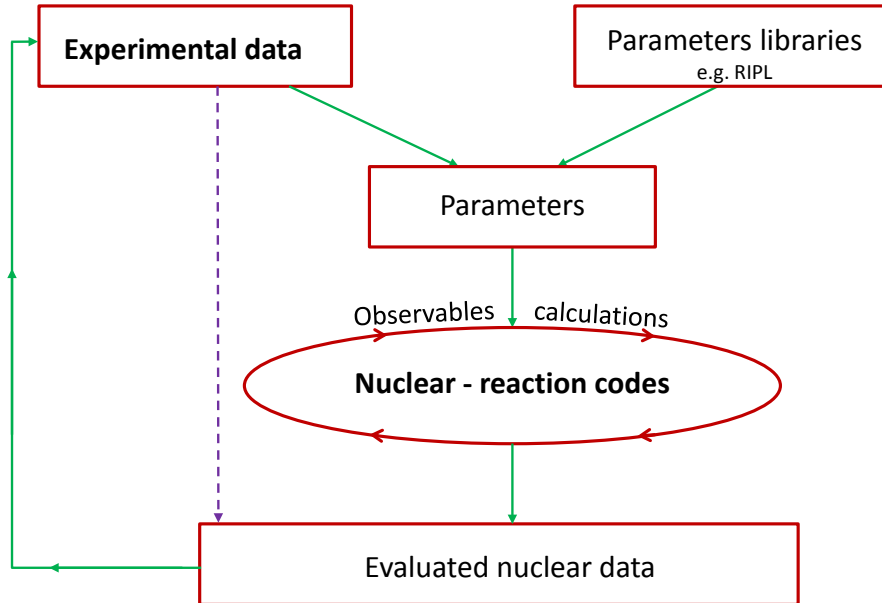 Experimental data
Parameters libraries
e.g. RIPL
Parameters
Observables calculations
Nuclear - reaction codes
Evaluated nuclear data